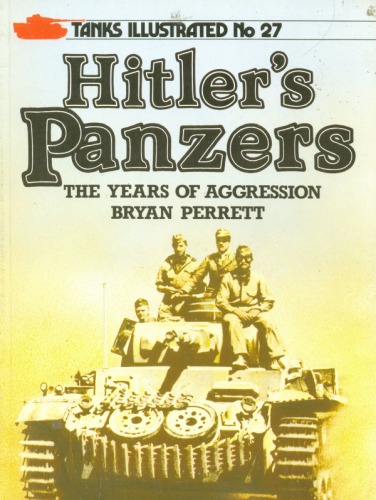 TANKS ILLUSTRATED No 27
Hitler's
Panzers
THE YEARS OF AGGRESSION
BRYAN PERRETT